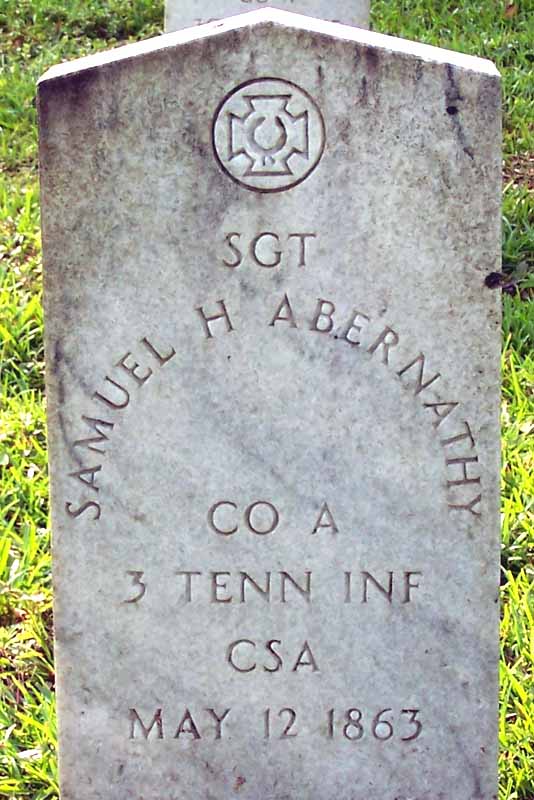 SGT
SAMUEL H ABERNATHY
CO A
3 TENN INF
CSA
MAY 12 1863